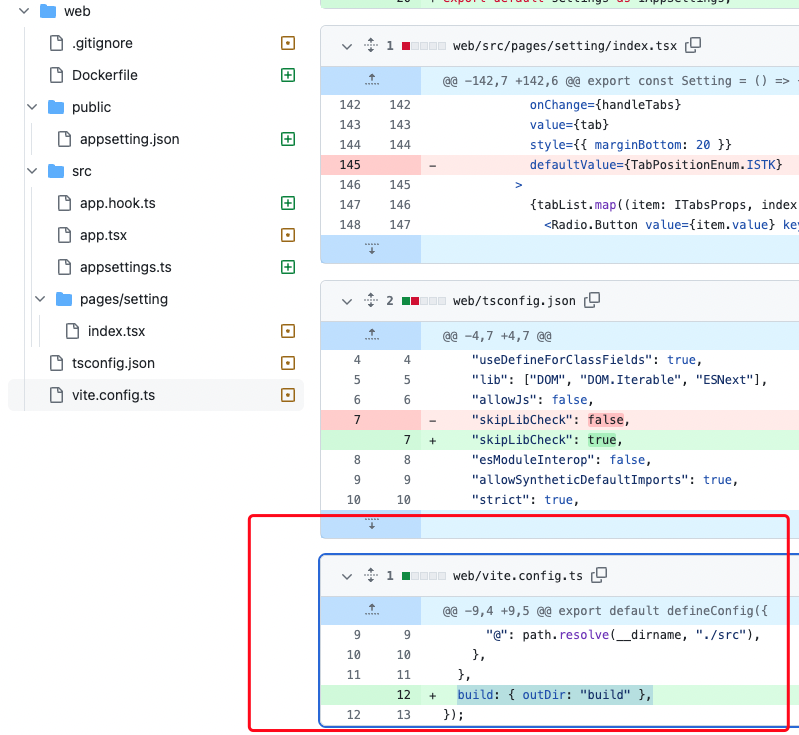 web
.gitignore
Dockerfile
public
appsetting.json
src
app.hook.ts
app.tsx
appsettings.ts
pages/setting
index.tsx
tsconfig.json
vite.config.ts
1 web/src/pages/setting/index.tsx
@@ -142,7 +142,6 @@ export const Setting = () =>
142 142 onChange={handleTabs}
143 143 value={tab}
144 144 style={{ marginBottom: 20 }}
145 - defaultValue={TabPositionEnum.ISTK}
146 145 >
147 146 {tabList.map((item: ITabsProps, index
148 147 <Radio.Button value={item.value} key
2 web/tsconfig.json
@@ -4,7 +4,7 @@
4 4 "useDefineForClassFields": true,
5 5 "lib": ["DOM", "DOM.Iterable", "ESNext"],
6 6 "allowJs": false,
7 - "skipLibCheck": false,
7 + "skipLibCheck": true,
8 8 "esModuleInterop": false,
9 9 "allowSyntheticDefaultImports": true,
10 10 "strict": true,
1 web/vite.config.ts
@@ -9,4 +9,5 @@ export default defineConfig({
9 9 "@": path.resolve(__dirname, "./src"),
10 10 },
11 11 },
12 + build: { outDir: "build" },
12 13 });